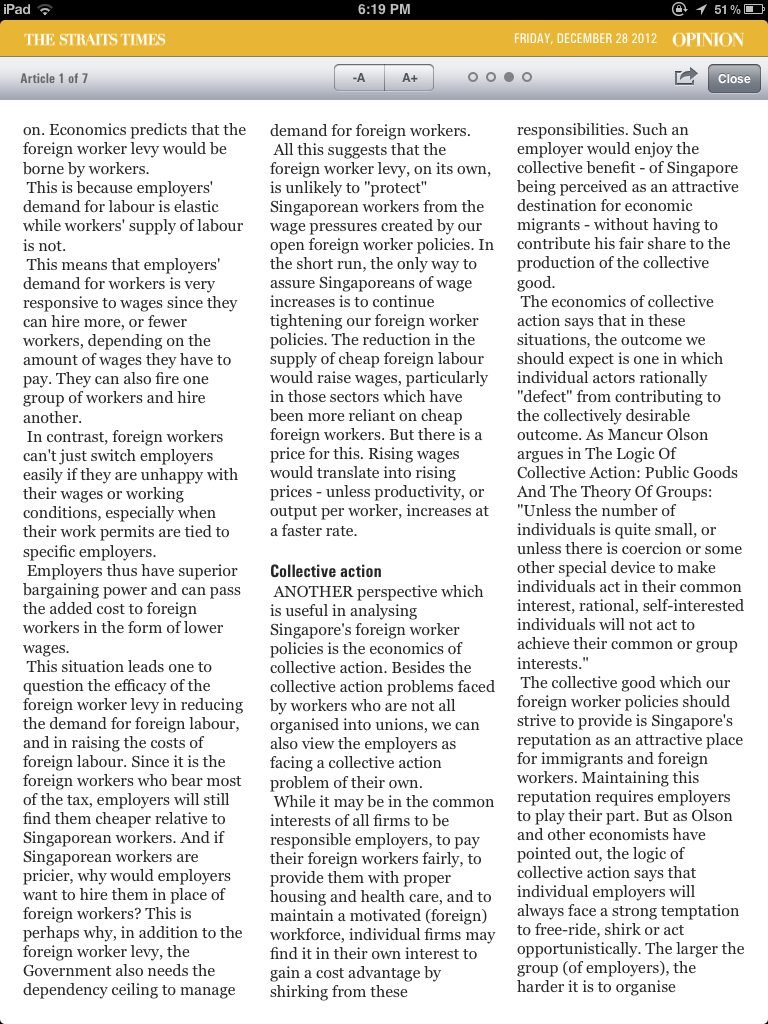 iPad
6:19 PM
51 %
THE STRAITS TIMES
FRIDAY, DECEMBER 28 2012 OPINION
Article 1 of 7
-A
A+
Close
on. Economics predicts that the
foreign worker levy would be
borne by workers.
This is because employers'
demand for labour is elastic
while workers' supply of labour
is not.
This means that employers'
demand for workers is very
responsive to wages since they
can hire more, or fewer
workers, depending on the
amount of wages they have to
pay. They can also fire one
group of workers and hire
another.
In contrast, foreign workers
can't just switch employers
easily if they are unhappy with
their wages or working
conditions, especially when
their work permits are tied to
specific employers.
Employers thus have superior
bargaining power and can pass
the added cost to foreign
workers in the form of lower
wages.
This situation leads one to
question the efficacy of the
foreign worker levy in reducing
the demand for foreign labour,
and in raising the costs of
foreign labour. Since it is the
foreign workers who bear most
of the tax, employers will still
find them cheaper relative to
Singaporean workers. And if
Singaporean workers are
pricier, why would employers
want to hire them in place of
foreign workers? This is
perhaps why, in addition to the
foreign worker levy, the
Government also needs the
dependency ceiling to manage
demand for foreign workers.
All this suggests that the
foreign worker levy, on its own,
is unlikely to "protect"
Singaporean workers from the
wage pressures created by our
open foreign worker policies. In
the short run, the only way to
assure Singaporeans of wage
increases is to continue
tightening our foreign worker
policies. The reduction in the
supply of cheap foreign labour
would raise wages, particularly
in those sectors which have
been more reliant on cheap
foreign workers. But there is a
price for this. Rising wages
would translate into rising
prices - unless productivity, or
output per worker, increases at
a faster rate.
Collective action
ANOTHER perspective which
is useful in analysing
Singapore's foreign worker
policies is the economics of
collective action. Besides the
collective action problems faced
by workers who are not all
organised into unions, we can
also view the employers as
facing a collective action
problem of their own.
While it may be in the common
interests of all firms to be
responsible employers, to pay
their foreign workers fairly, to
provide them with proper
housing and health care, and to
maintain a motivated (foreign)
workforce, individual firms may
find it in their own interest to
gain a cost advantage by
shirking from these
responsibilities. Such an
employer would enjoy the
collective benefit - of Singapore
being perceived as an attractive
destination for economic
migrants - without having to
contribute his fair share to the
production of the collective
good.
The economics of collective
action says that in these
situations, the outcome we
should expect is one in which
individual actors rationally
"defect" from contributing to
the collectively desirable
outcome. As Mancur Olson
argues in The Logic Of
Collective Action: Public Goods
And The Theory Of Groups:
"Unless the number of
individuals is quite small, or
unless there is coercion or some
other special device to make
individuals act in their common
interest, rational, self-interested
individuals will not act to
achieve their common or group
interests."
The collective good which our
foreign worker policies should
strive to provide is Singapore's
reputation as an attractive place
for immigrants and foreign
workers. Maintaining this
reputation requires employers
to play their part. But as Olson
and other economists have
pointed out, the logic of
collective action says that
individual employers will
always face a strong temptation
to free-ride, shirk or act
opportunistically. The larger the
group (of employers), the
harder it is to organise